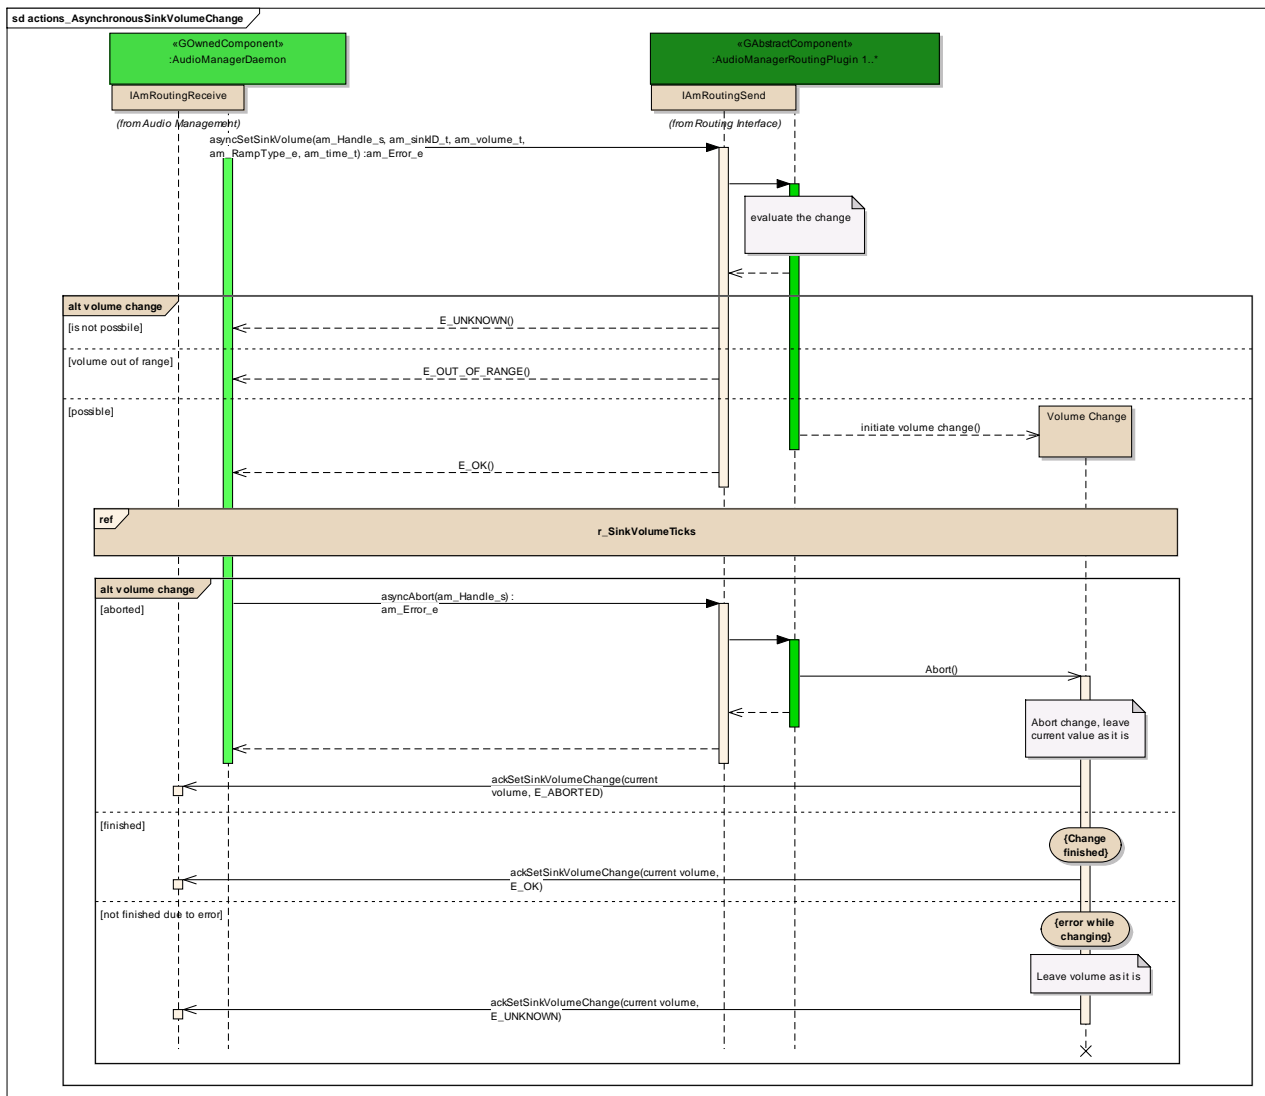 sd actions_AsynchronousSinkVolumeChange
«GOwnedComponent»
:AudioManagerDaemon
«GAbstractComponent»
:AudioManagerRoutingPlugin 1..*
IAmRoutingReceive
IAmRoutingSend
(from Audio Management)
(from Routing Interface)
asyncSetSinkVolume(am_Handle_s, am_sinkID_t, am_volume_t,
am_RampType_e, am_time_t) :am_Error_e
evaluate the change
alt volume change
[is not possbile]
E_UNKNOWN()
[volume out of range]
E_OUT_OF_RANGE()
[possible]
Volume Change
initiate volume change()
E_OK()
ref
r_SinkVolumeTicks
alt volume change
[aborted]
asyncAbort(am_Handle_s) :
am_Error_e
Abort()
Abort change, leave
current value as it is
ackSetSinkVolumeChange(current
volume, E_ABORTED)
[finished]
{Change
finished}
ackSetSinkVolumeChange(current volume,
E_OK)
[not finished due to error]
{error while
changing}
Leave volume as it is
ackSetSinkVolumeChange(current volume,
E_UNKNOWN)